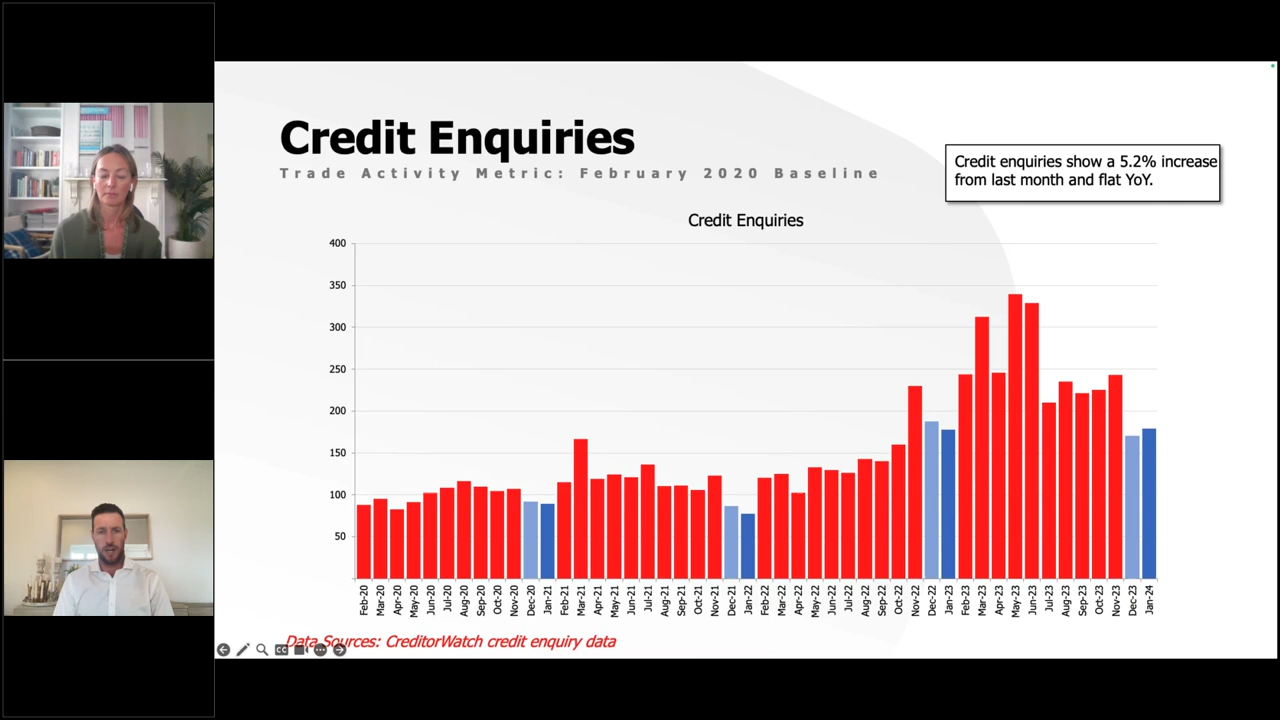 Credit Enquiries
Trade Activity Metric: February 2020 Baseline
Credit enquiries show a 5.2% increase
from last month and flat YoY.
Credit Enquiries
400
350
300
250
200
150
100
50
Feb-20
Mar-20
Apr-20
May-20
Jun-20
Jul-20
Aug-20
Sep-20
Oct-20
Nov-20
Dec-20
Jan-21
Feb-21
Mar-21
Apr-21
May-21
Jun-21
Jul-21
Aug-21
Sep-21
Oct-21
Nov-21
Dec-21
Jan-22
Feb-22
Mar-22
Apr-22
May-22
Jun-22
Jul-22
Aug-22
Sep-22
Oct-22
Nov-22
Dec-22
Jan-23
Feb-23
Mar-23
Apr-23
May-23
Jun-23
Jul-23
Aug-23
Sep-23
Oct-23
Nov-23
Dec-23
Jan-24
Data Sources: CreditorWatch credit enquiry data
CC